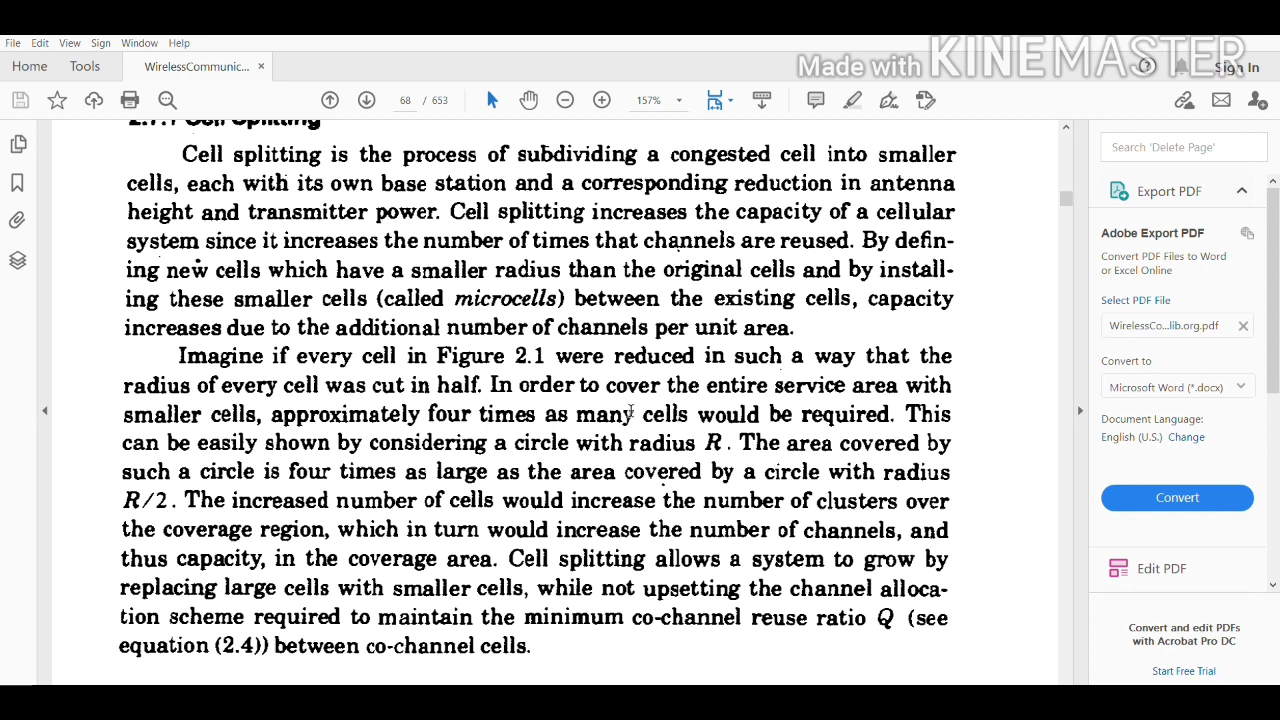 File Edit View Sign Window Help
Made with KINEMASTER
Home Tools WirelessCommunic... × Sign In
68 / 653 157%
2.7.1 Cell Splitting
Cell splitting is the process of subdividing a congested cell into smaller
cells, each with its own base station and a corresponding reduction in antenna
height and transmitter power. Cell splitting increases the capacity of a cellular
system since it increases the number of times that channels are reused. By defin-
ing new cells which have a smaller radius than the original cells and by install-
ing these smaller cells (called microcells) between the existing cells, capacity
increases due to the additional number of channels per unit area.
Imagine if every cell in Figure 2.1 were reduced in such a way that the
radius of every cell was cut in half. In order to cover the entire service area with
smaller cells, approximately four times as many cells would be required. This
can be easily shown by considering a circle with radius R. The area covered by
such a circle is four times as large as the area covered by a circle with radius
R/2. The increased number of cells would increase the number of clusters over
the coverage region, which in turn would increase the number of channels, and
thus capacity, in the coverage area. Cell splitting allows a system to grow by
replacing large cells with smaller cells, while not upsetting the channel alloca-
tion scheme required to maintain the minimum co-channel reuse ratio Q (see
equation (2.4)) between co-channel cells.
Search 'Delete Page'
Export PDF
Adobe Export PDF
Convert PDF Files to Word
or Excel Online
Select PDF File
WirelessCo...lib.org.pdf
Convert to
Microsoft Word (*.docx)
Document Language:
English (U.S.) Change
Convert
Edit PDF
Convert and edit PDFs
with Acrobat Pro DC
Start Free Trial